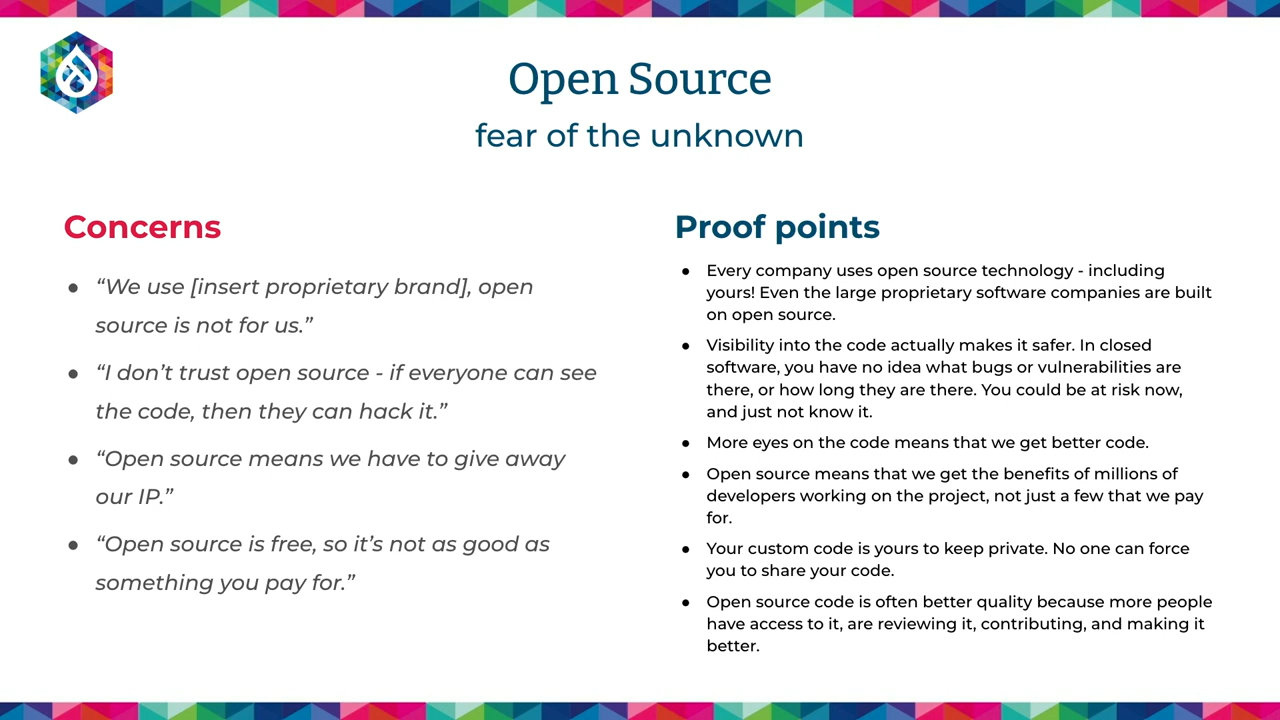 Open Source
fear of the unknown
Concerns
● “We use [insert proprietary brand], open
source is not for us.”
● “I don’t trust open source - if everyone can see
the code, then they can hack it.”
● “Open source means we have to give away
our IP.”
● “Open source is free, so it’s not as good as
something you pay for.”
Proof points
● Every company uses open source technology - including
yours! Even the large proprietary software companies are built
on open source.
● Visibility into the code actually makes it safer. In closed
software, you have no idea what bugs or vulnerabilities are
there, or how long they are there. You could be at risk now,
and just not know it.
● More eyes on the code means that we get better code.
● Open source means that we get the benefits of millions of
developers working on the project, not just a few that we pay
for.
● Your custom code is yours to keep private. No one can force
you to share your code.
● Open source code is often better quality because more people
have access to it, are reviewing it, contributing, and making it
better.